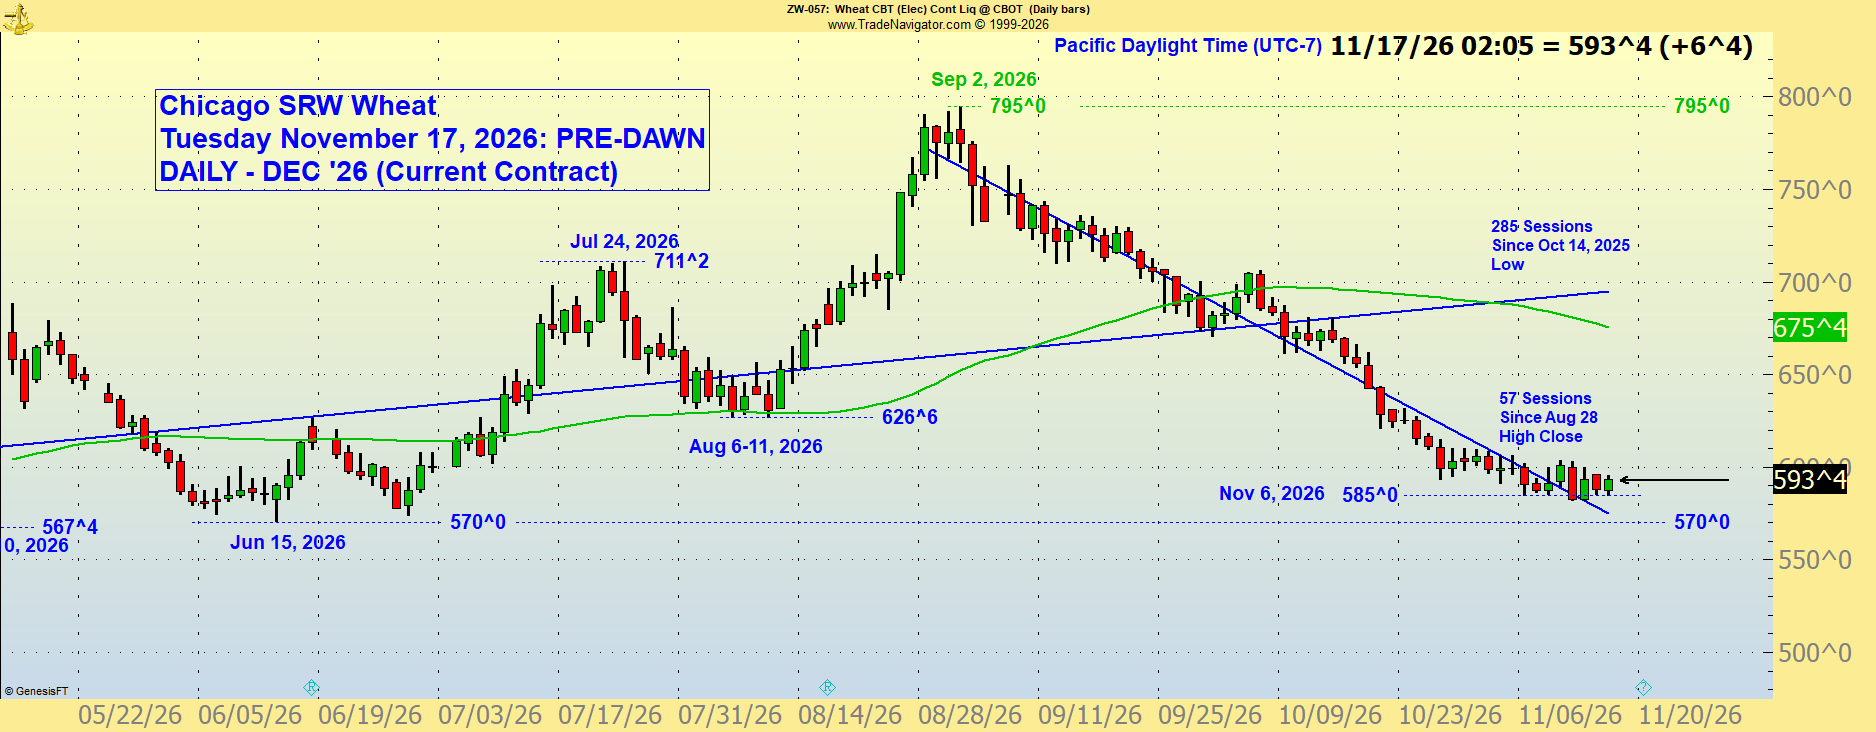 ZW-057: Wheat CBT (Elec) Cont Liq @ CBOT (Daily bars)
www.TradeNavigator.com © 1999-2026
Pacific Daylight Time (UTC-7) 11/17/26 02:05 = 593^4 (+6^4)
Chicago SRW Wheat
Tuesday November 17, 2026: PRE-DAWN
DAILY - DEC '26 (Current Contract)
Sep 2, 2026
795^0
795^0
800^0
750^0
700^0
675^4
650^0
593^4
550^0
500^0
Jul 24, 2026
711^2
285 Sessions
Since Oct 14, 2025
Low
626^6
Aug 6-11, 2026
57 Sessions
Since Aug 28
High Close
Nov 6, 2026 585^0
567^4
0, 2026
570^0
570^0
Jun 15, 2026
R
R
?
© GenesisFT
05/22/26 06/05/26 06/19/26 07/03/26 07/17/26 07/31/26 08/14/26 08/28/26 09/11/26 09/25/26 10/09/26 10/23/26 11/06/26 11/20/26